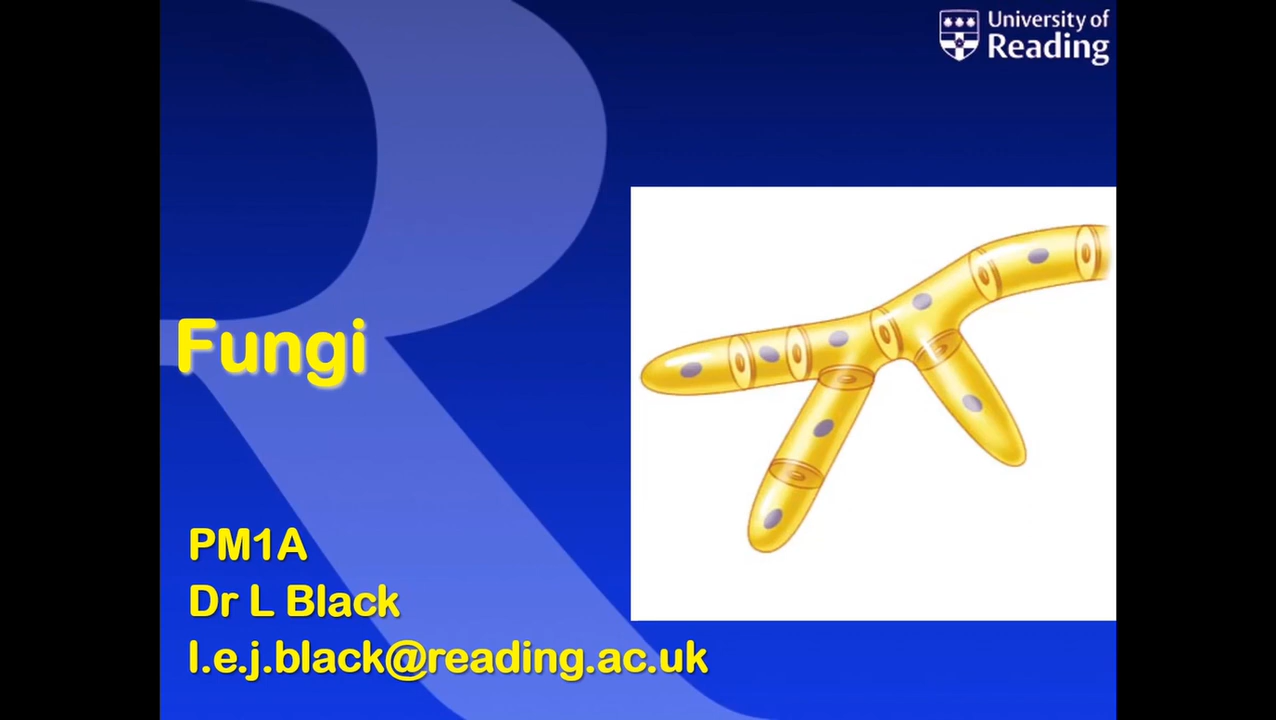 University of
Reading
Fungi
PM1A
Dr L Black
l.e.j.black@reading.ac.uk